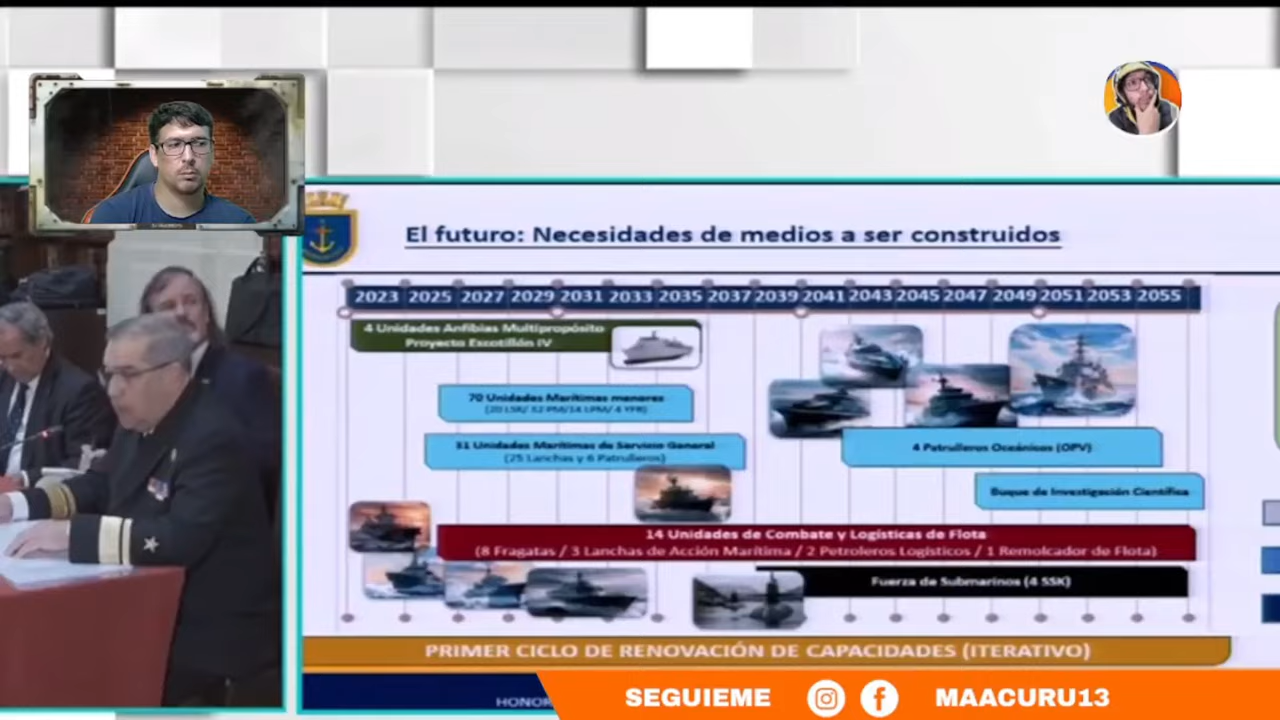 El futuro: Necesidades de medios a ser construidos
2023 2025 2027 2029 2031 2033 2035 2037 2039 2041 2043 2045 2047 2049 2051 2053 2055
4 Unidades Anfibias Multipropósito
Proyecto Escotillón IV
70 Unidades Marítimas menores
31 Unidades Marítimas de Servicio General
(25 Lanchas y 6 Patrulleros)
4 Patrulleros Oceánicos (OPV)
Buque de Investigación Científica
14 Unidades de Combate y Logísticas de Flota
(8 Fragatas / 3 Lanchas de Acción Marítima / 2 Petroleros Logísticos / 1 Remolcador de Flota)
Fuerza de Submarinos (4 SSK)
PRIMER CICLO DE RENOVACIÓN DE CAPACIDADES (ITERATIVO)
HONOR
SEGUIEME MAACURU13